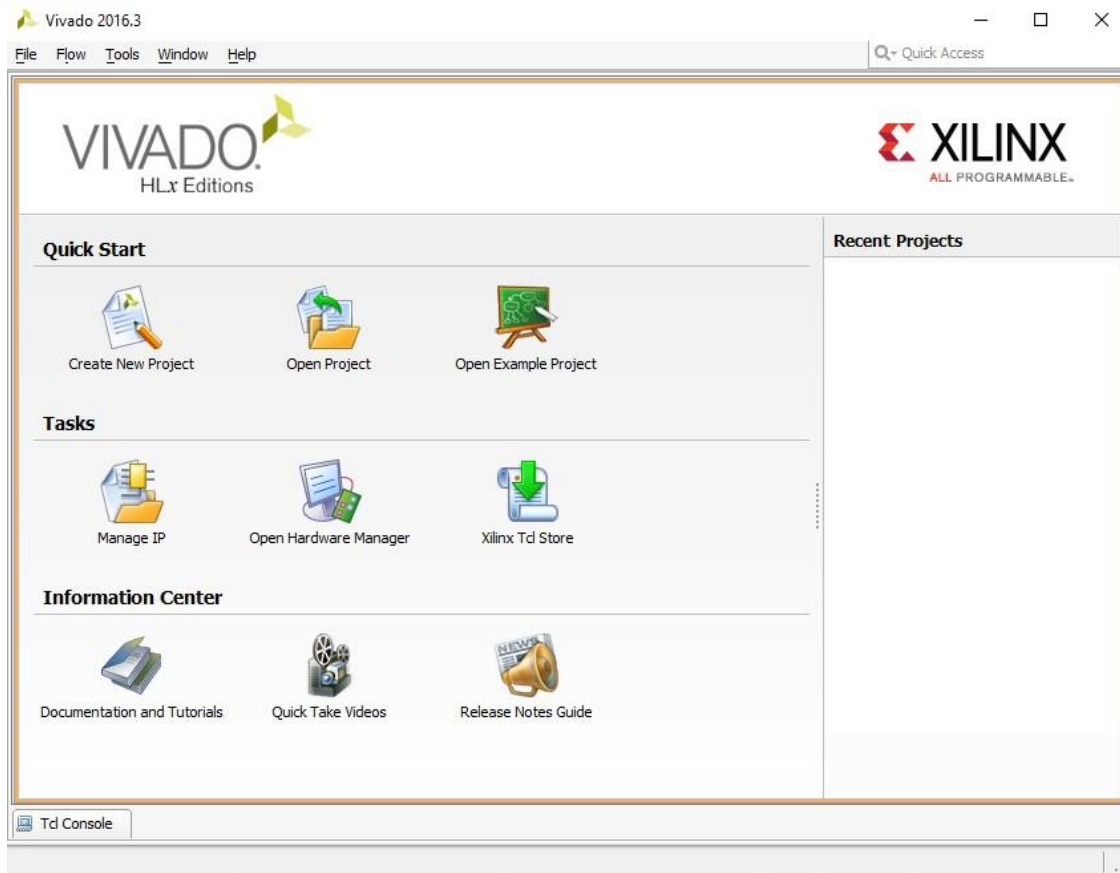 Vivado 2016.3
File Flow Tools Window Help
Quick Access
VIVADO.
HLx Editions
XILINX
ALL PROGRAMMABLE™
Quick Start
Recent Projects
Create New Project
Open Project
Open Example Project
Tasks
Manage IP
Open Hardware Manager
Xilinx Tcl Store
Information Center
NEWS
Documentation and Tutorials
Quick Take Videos
Release Notes Guide
Tcl Console